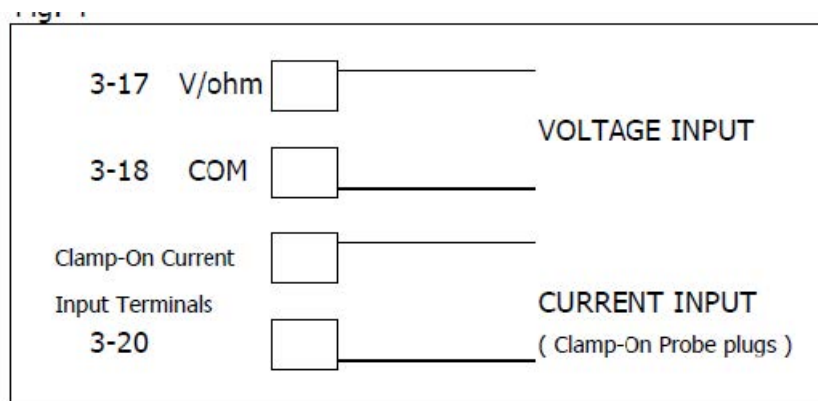 3-17 V/ohm
VOLTAGE INPUT
3-18 COM
Clamp-On Current
Input Terminals
3-20
CURRENT INPUT
( Clamp-On Probe plugs )